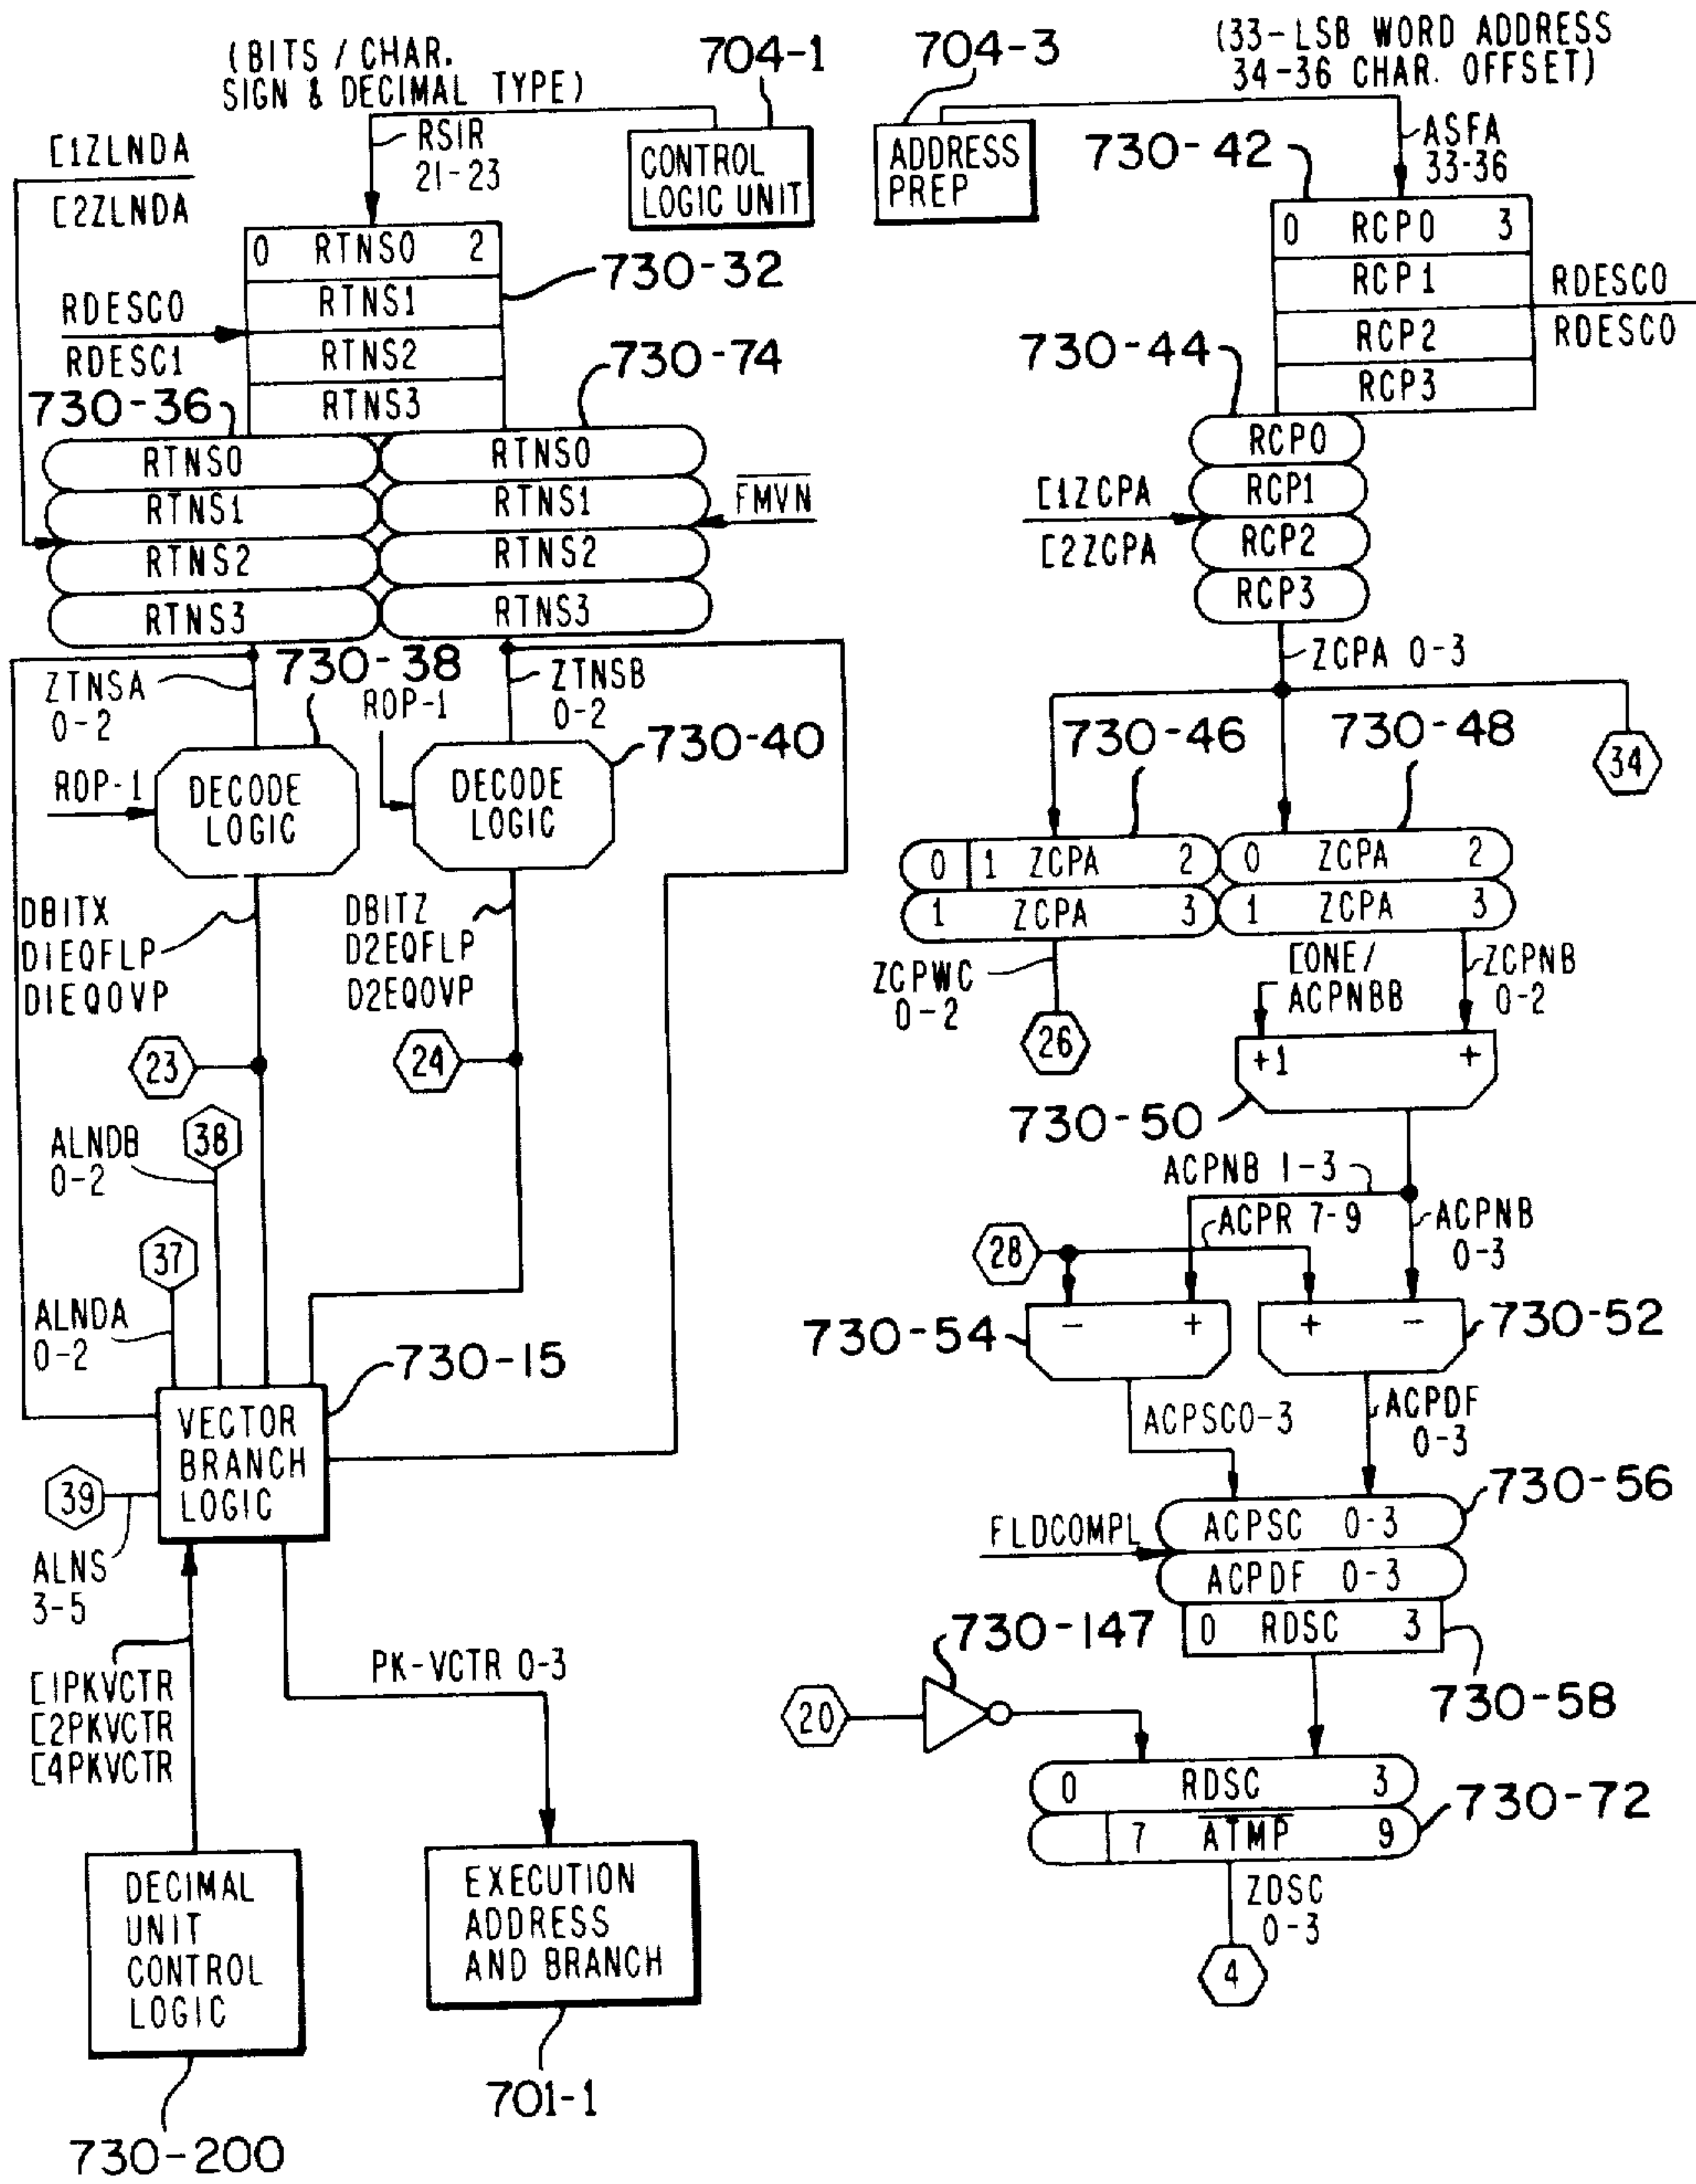 (BITS / CHAR.
SIGN & DECIMAL TYPE)
704-1
704-3
(33-LSB WORD ADDRESS
34-36 CHAR. OFFSET)
[1ZLNDA
[2ZLNDA
RSIR
21-23
CONTROL
LOGIC UNIT
ADDRESS
PREP
730-42
ASFA
33-36
0 RTNS0 2
RTNS1
RTNS2
RTNS3
730-32
RDESC0
RDESC1
730-36
730-74
0 RCP0 3
RCP1
RCP2
RCP3
RDESC0
RDESC0
730-44
RTNS0
RTNS1
RTNS2
RTNS3
RTNS0
RTNS1
RTNS2
RTNS3
FMVN
RCP0
RCP1
RCP2
RCP3
[1ZCPA
[2ZCPA
ZCPA 0-3
ZTNSA
0-2
730-38
ROP-1
ZTNSB
0-2
730-40
730-46
730-48
34
ROP-1
DECODE
LOGIC
DECODE
LOGIC
0 1 ZCPA 2
1 ZCPA 3
0 ZCPA 2
1 ZCPA 3
DBITX
D1EQFLP
D1EQOVP
DBITZ
D2EQFLP
D2EQOVP
ZCPWC
0-2
26
[ONE/
ACPNBB
ZCPNB
0-2
+1 +
730-50
23
24
ALNDB
0-2
38
37
ALNDA
0-2
ACPNB 1-3
ACPR 7-9
ACPNB
0-3
28
730-54
- +
+ -
730-52
730-15
VECTOR
BRANCH
LOGIC
39
ALNS
3-5
ACPSC0-3
ACPDF
0-3
730-56
FLDCOMPL
ACPSC 0-3
ACPDF 0-3
0 RDSC 3
730-58
730-147
20
[1PKVCTR
[2PKVCTR
[4PKVCTR
PK-VCTR 0-3
0 RDSC 3
7 ATMP 9
730-72
ZDSC
0-3
4
DECIMAL
UNIT
CONTROL
LOGIC
EXECUTION
ADDRESS
AND BRANCH
701-1
730-200